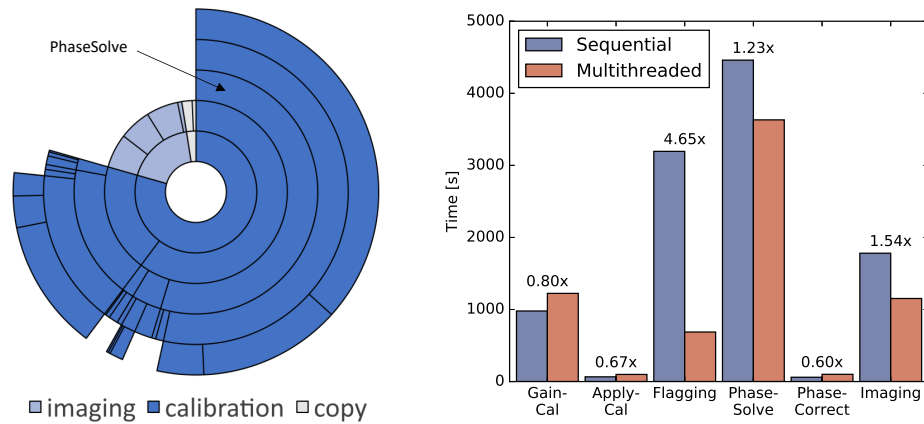 PhaseSolve
imaging calibration copy
Time [s]
5000
4000
3000
2000
1000
0
Sequential
Multithreaded
0.80x
0.67x
4.65x
1.23x
0.60x
1.54x
Gain-
Cal
Apply-
Cal
Flagging
Phase-
Solve
Phase-
Correct
Imaging